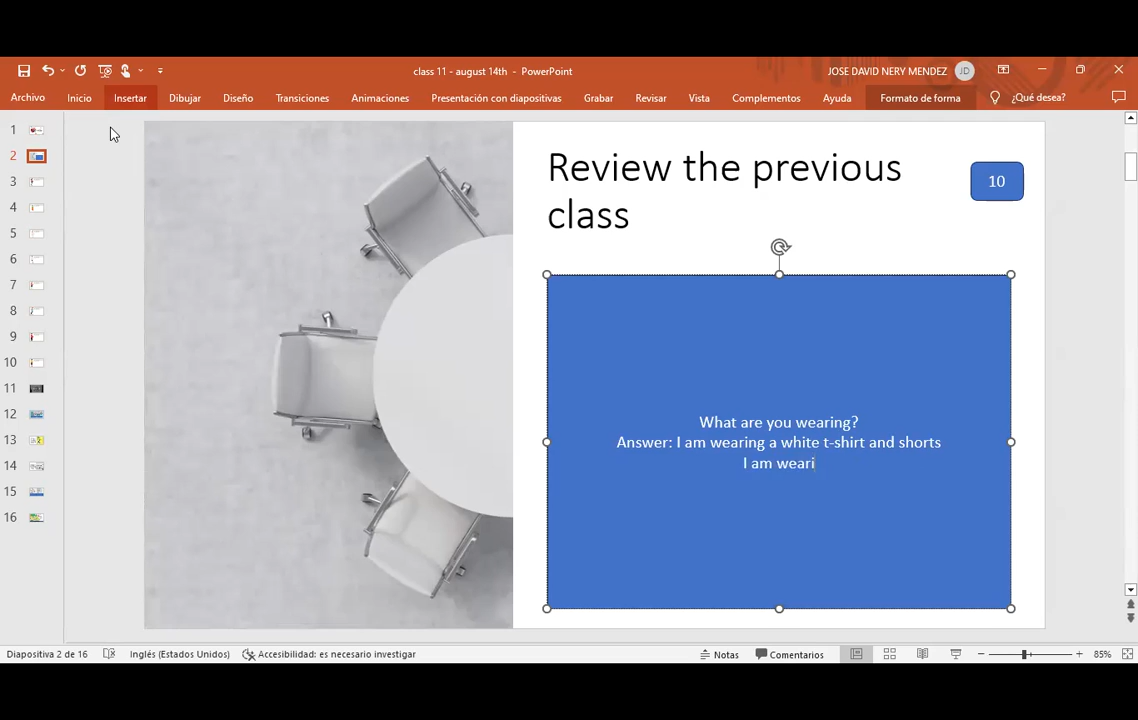 class 11 - august 14th - PowerPoint
JOSE DAVID NERY MENDEZ
JD
Archivo Inicio Insertar Dibujar Diseño Transiciones Animaciones Presentación con diapositivas Grabar Revisar Vista Complementos Ayuda Formato de forma ¿Qué desea?
1
2
3
4
5
6
7
8
9
10
11
12
13
14
15
16
Review the previous
class
10
What are you wearing?
Answer: I am wearing a white t-shirt and shorts
I am weari
Diapositiva 2 de 16 Inglés (Estados Unidos) Accesibilidad: es necesario investigar Notas Comentarios 85%